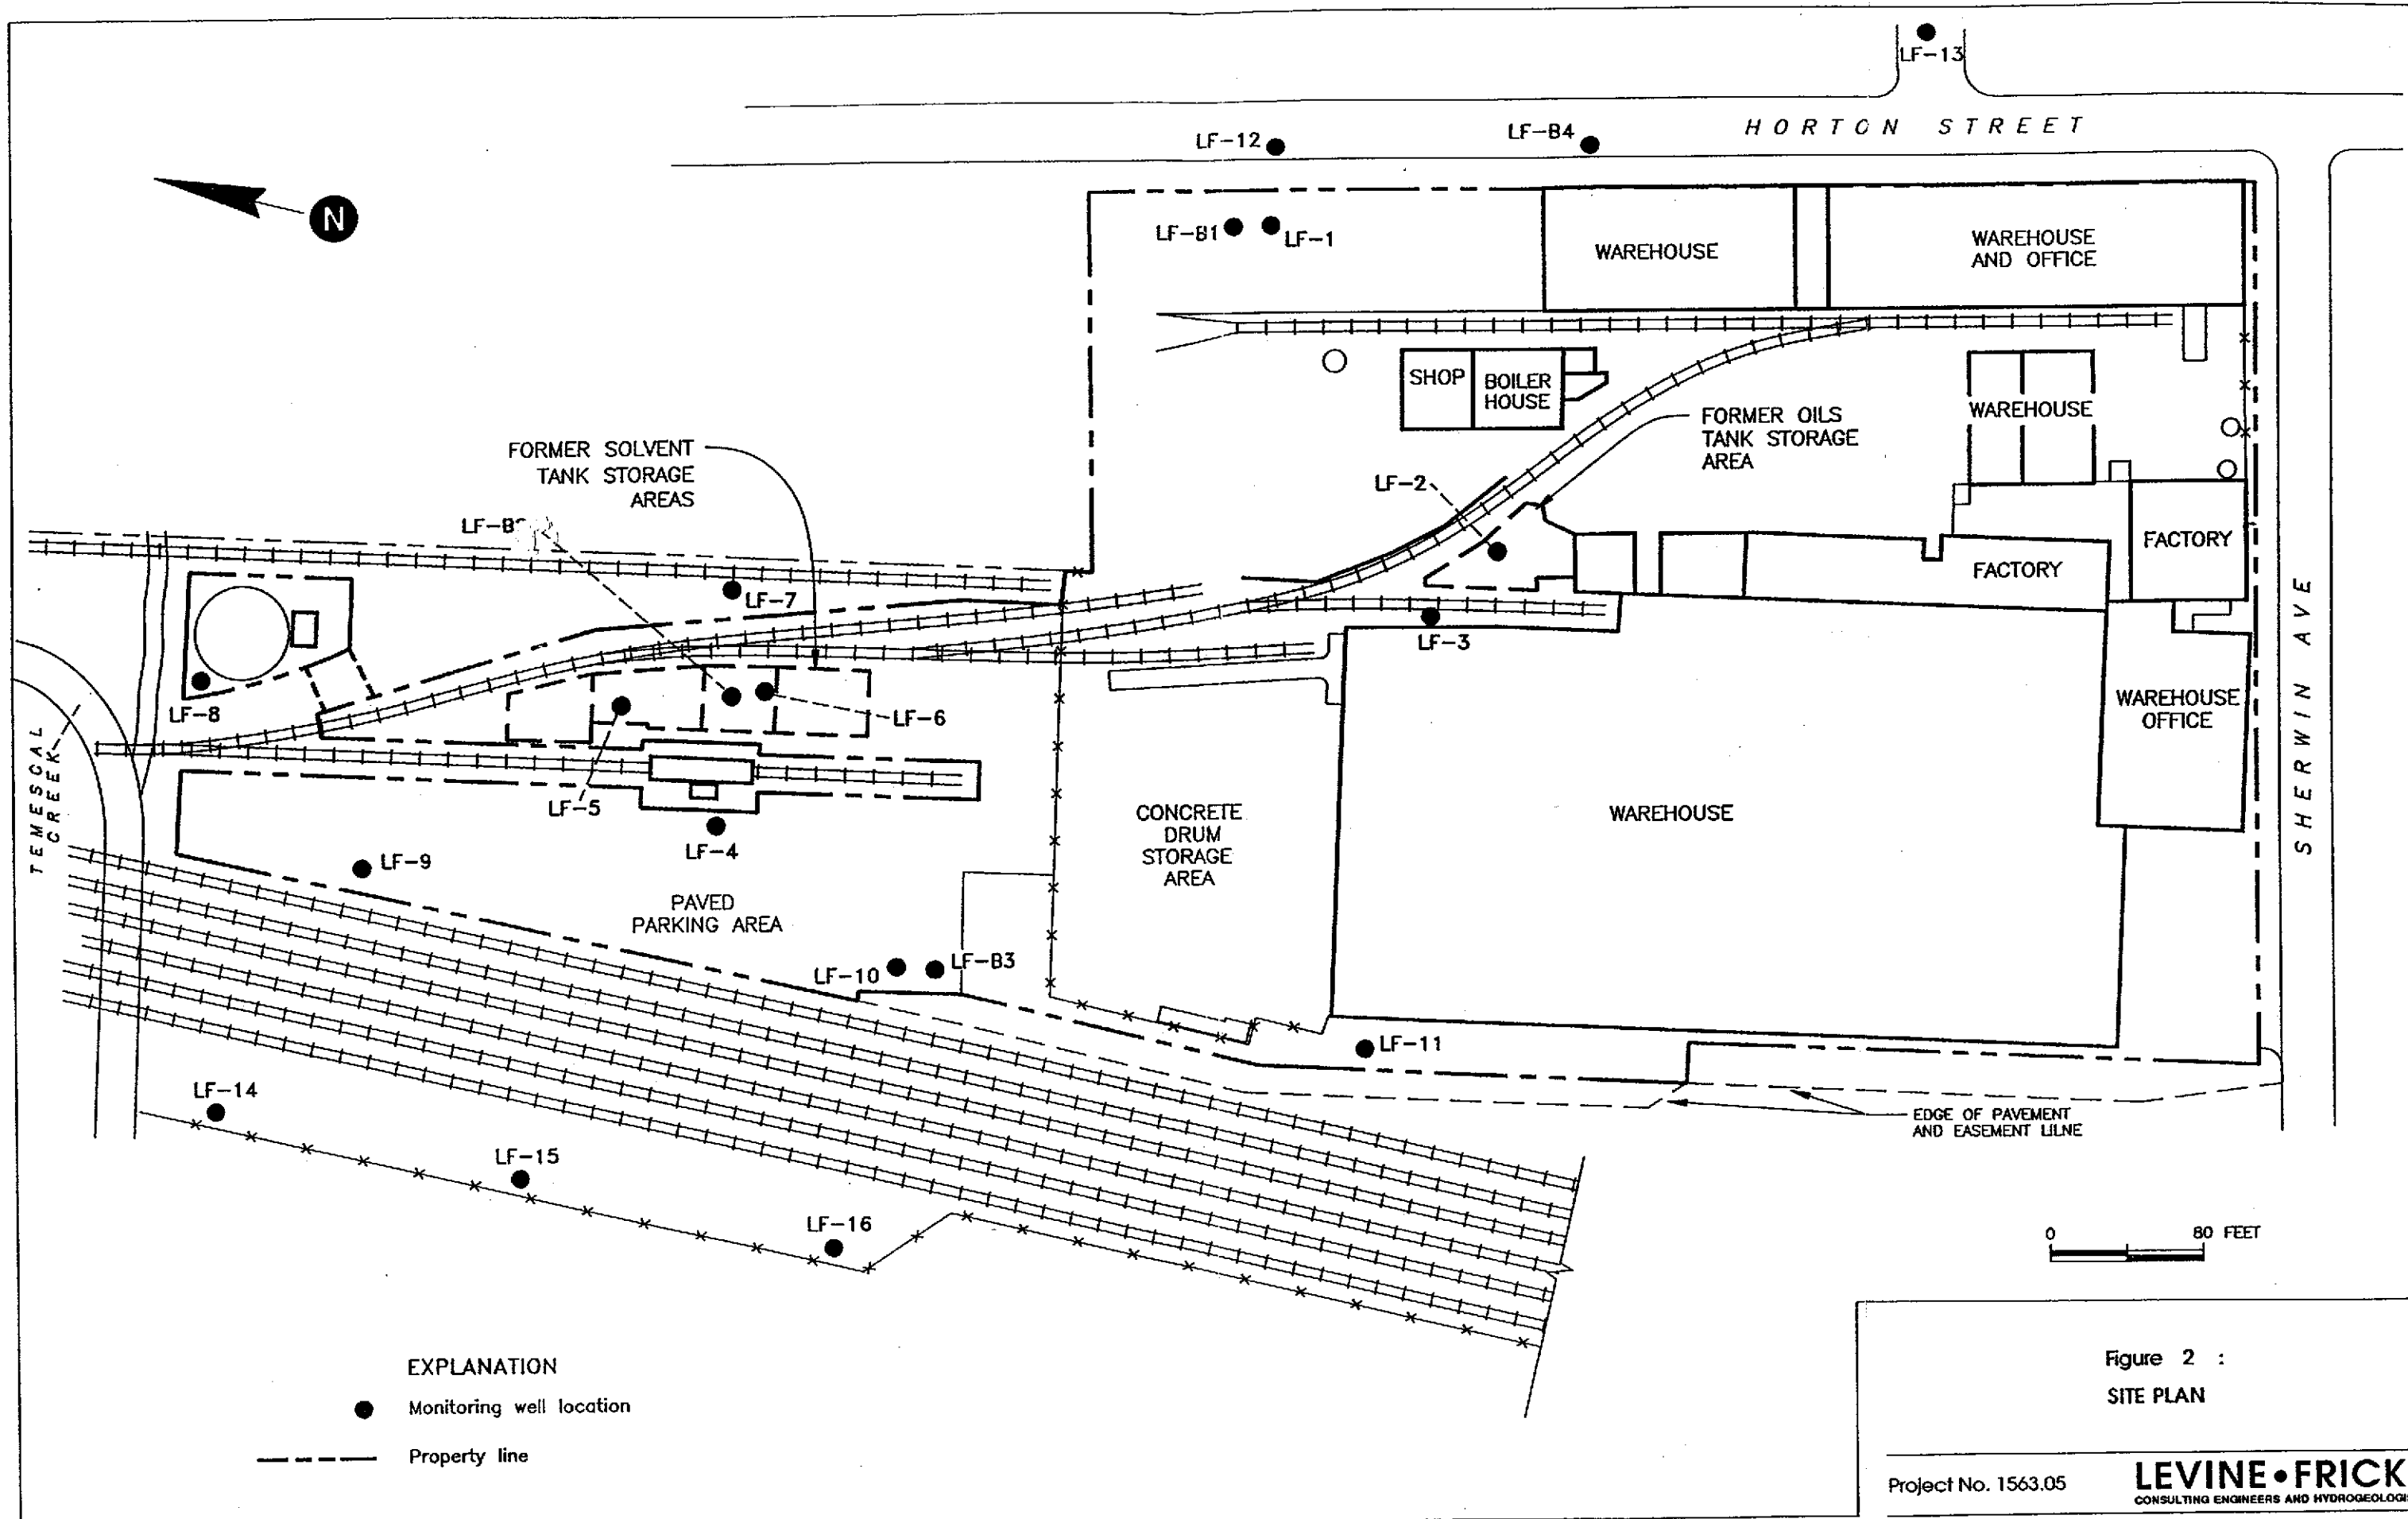 LF-13
HORTON STREET
LF-12
LF-B4
N
LF-B1
LF-1
WAREHOUSE
WAREHOUSE
AND OFFICE
SHOP
BOILER
HOUSE
FORMER OILS
TANK STORAGE
AREA
WAREHOUSE
FORMER SOLVENT
TANK STORAGE
AREAS
LF-2
LF-B
FACTORY
FACTORY
LF-7
LF-3
SHERWIN AVE
LF-8
LF-6
WAREHOUSE
OFFICE
TEMESCAL
CREEK
LF-5
LF-4
LF-9
CONCRETE
DRUM
STORAGE
AREA
WAREHOUSE
PAVED
PARKING AREA
LF-10
LF-B3
LF-11
LF-14
EDGE OF PAVEMENT
AND EASEMENT LILNE
LF-15
LF-16
0 80 FEET
EXPLANATION
Monitoring well location
Property line
Figure 2 :
SITE PLAN
Project No. 1563.05
LEVINE•FRICK
CONSULTING ENGINEERS AND HYDROGEOLOGI